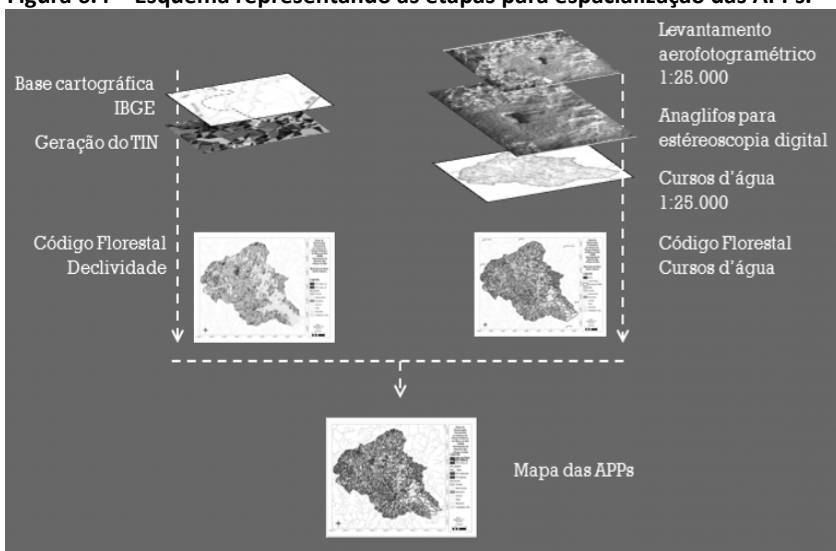 Figura 6.4 – Esquema representando as etapas para espacialização das APPs.
Base cartográfica
IBGE
Geração do TIN
Código Florestal
Declividade
Levantamento
aerofotogramétrico
1:25.000
Anaglifos para
estéreoscopia digital
Cursos d'água
1:25.000
Código Florestal
Cursos d'água
Mapa das APPs